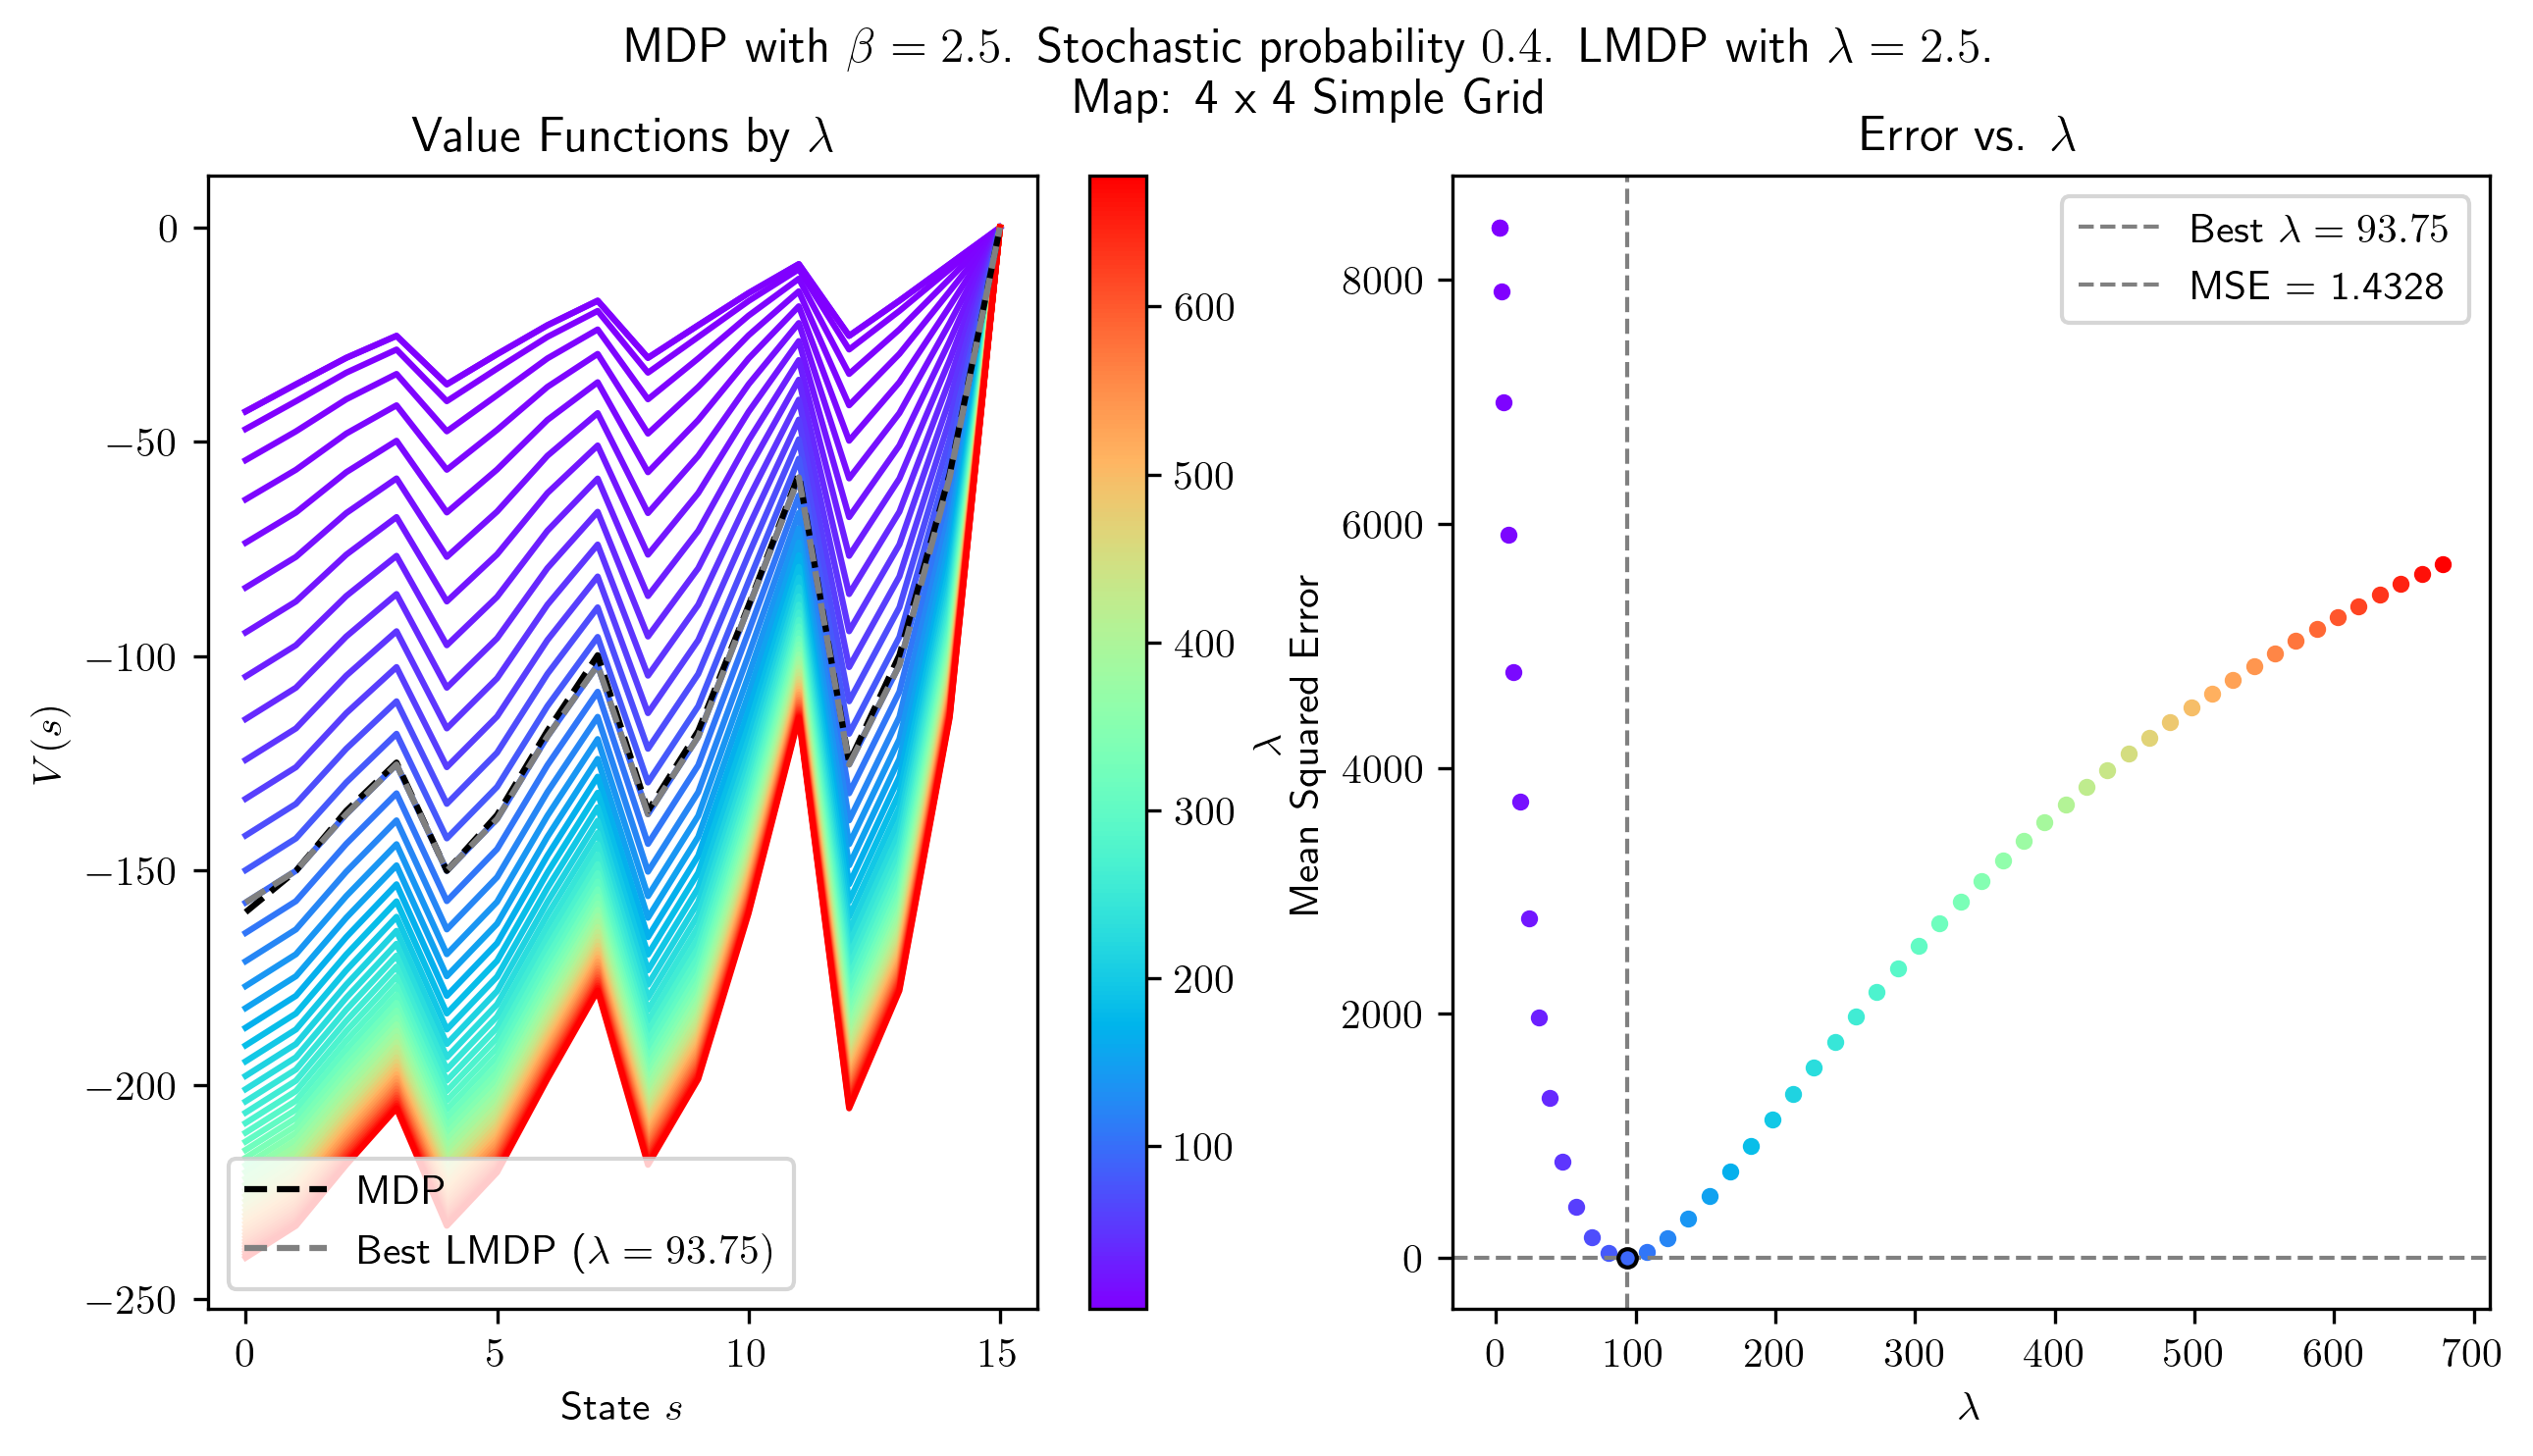 MDP with β = 2.5. Stochastic probability 0.4. LMDP with λ = 2.5.
Map: 4 x 4 Simple Grid
Value Functions by λ
0
−50
−100
−150
−200
−250
V(s)
MDP
Best LMDP (λ = 93.75)
0
5
10
15
State s
600
500
400
300
200
100
λ
Error vs. λ
Best λ = 93.75
MSE = 1.4328
8000
6000
4000
2000
0
Mean Squared Error
0
100
200
300
400
500
600
700
λ